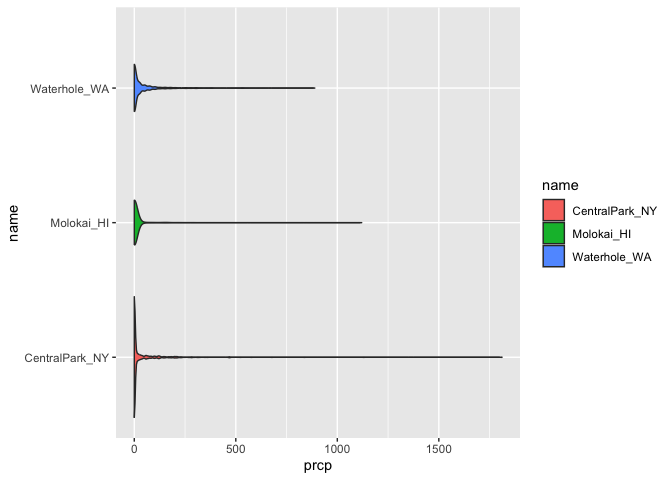 Waterhole_WA
Molokai_HI
CentralPark_NY
name
0 500 1000 1500
prcp
name
CentralPark_NY
Molokai_HI
Waterhole_WA